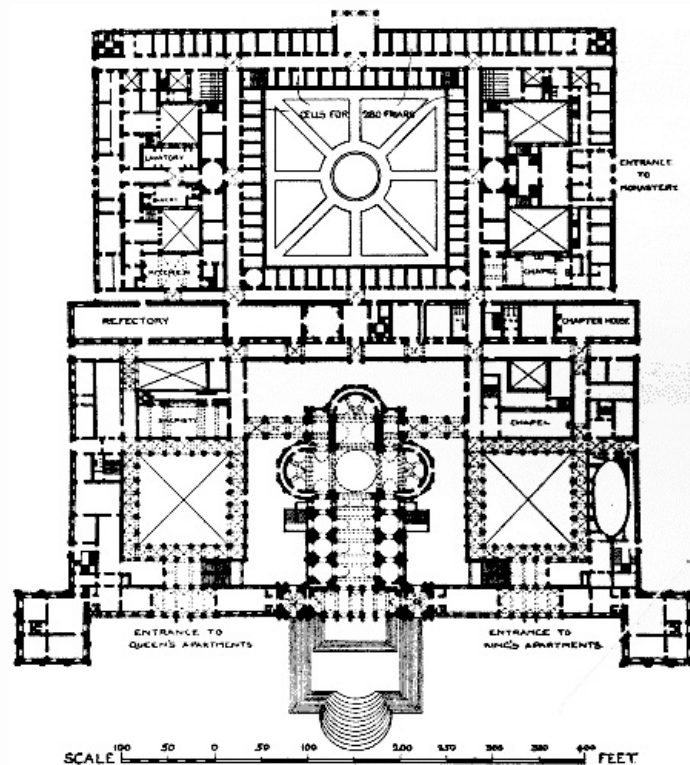 CELLS FOR 280 FRIARS
LAVATORY
ENTRANCE
TO
MONASTERY
KITCHEN
CHAPEL
REFECTORY
CHAPTER HOUSE
CHAPEL
ENTRANCE TO
QUEEN'S APARTMENTS
ENTRANCE TO
KING'S APARTMENTS
SCALE 100 50 0 50 100 200 250 300 400 FEET